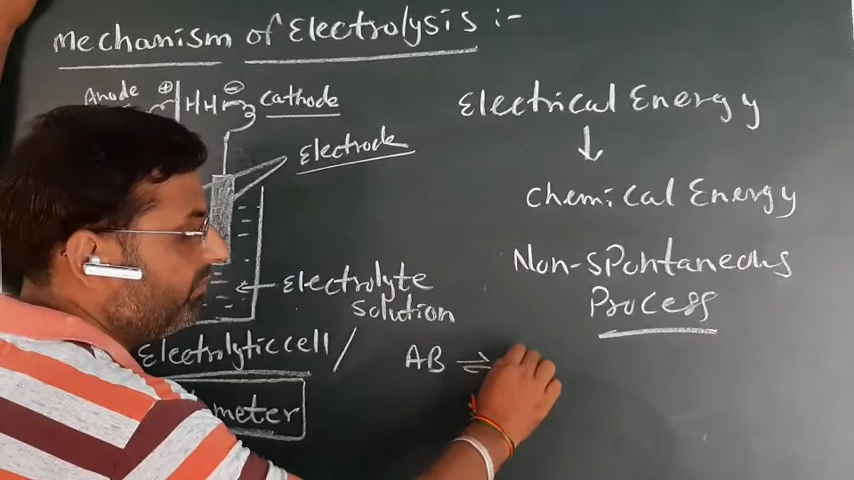 Mechanism of Electrolysis :-
Anode ⊕ ⊖ Cathode
Electrode
Electrolyte
Solution
Electrolytic cell /
meter
AB ⇌
Electrical Energy
↓
Chemical Energy
Non-spontaneous
Process